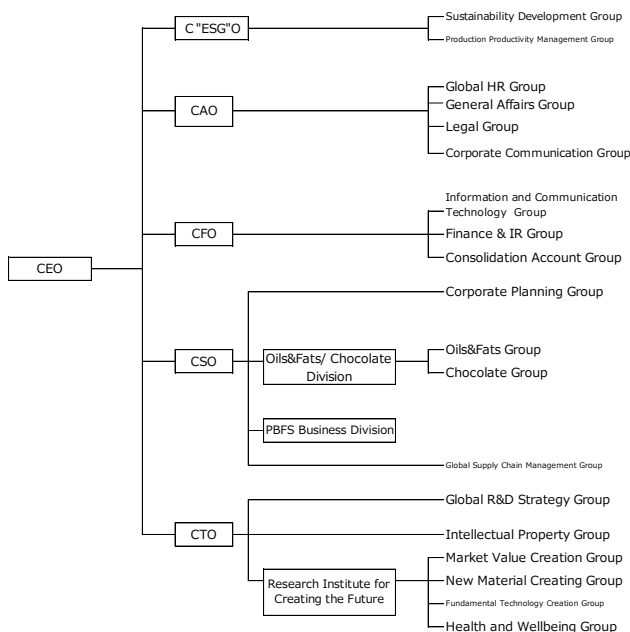 C "ESG"O
Sustainability Development Group
Production Productivity Management Group
CAO
Global HR Group
General Affairs Group
Legal Group
Corporate Communication Group
CFO
Information and Communication
Technology Group
Finance & IR Group
Consolidation Account Group
CEO
CSO
Corporate Planning Group
Oils&Fats/ Chocolate
Division
Oils&Fats Group
Chocolate Group
PBFS Business Division
Global Supply Chain Management Group
CTO
Global R&D Strategy Group
Intellectual Property Group
Research Institute for
Creating the Future
Market Value Creation Group
New Material Creating Group
Fundamental Technology Creation Group
Health and Wellbeing Group